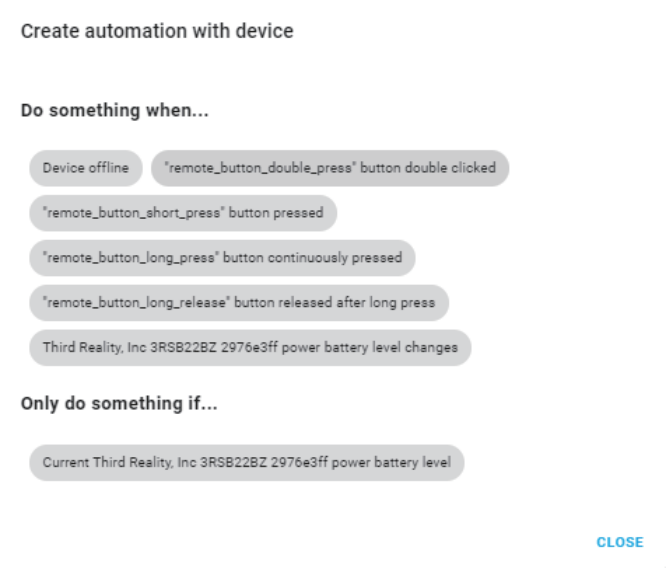 Create automation with device
Do something when...
Device offline
"remote_button_double_press" button double clicked
"remote_button_short_press" button pressed
"remote_button_long_press" button continuously pressed
"remote_button_long_release" button released after long press
Third Reality, Inc 3RSB22BZ 2976e3ff power battery level changes
Only do something if...
Current Third Reality, Inc 3RSB22BZ 2976e3ff power battery level
CLOSE